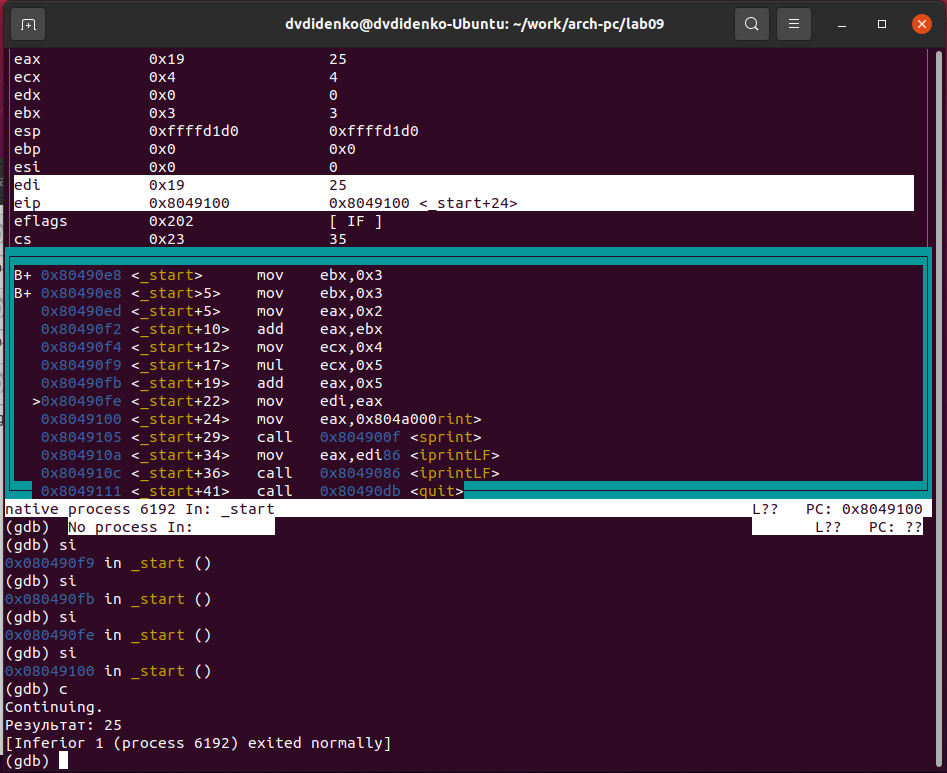 dvdidenko@dvdidenko-Ubuntu: ~/work/arch-pc/lab09
eax 0x19 25
ecx 0x4 4
edx 0x0 0
ebx 0x3 3
esp 0xffffd1d0 0xffffd1d0
ebp 0x0 0x0
esi 0x0 0
edi 0x19 25
eip 0x8049100 0x8049100 <_start+24>
eflags 0x202 [ IF ]
cs 0x23 35
B+ 0x80490e8 <_start> mov ebx,0x3
B+ 0x80490e8 <_start>5> mov ebx,0x3
0x80490ed <_start+5> mov eax,0x2
0x80490f2 <_start+10> add eax,ebx
0x80490f4 <_start+12> mov ecx,0x4
0x80490f9 <_start+17> mul ecx,0x5
0x80490fb <_start+19> add eax,0x5
>0x80490fe <_start+22> mov edi,eax
0x8049100 <_start+24> mov eax,0x804a000rint>
0x8049105 <_start+29> call 0x804900f <sprint>
0x804910a <_start+34> mov eax,edi86 <iprintLF>
0x804910c <_start+36> call 0x8049086 <iprintLF>
0x8049111 <_start+41> call 0x80490db <quit>
native process 6192 In: _start L?? PC: 0x8049100
(gdb) No process In: L?? PC: ??
(gdb) si
0x080490f9 in _start ()
(gdb) si
0x080490fb in _start ()
(gdb) si
0x080490fe in _start ()
(gdb) si
0x08049100 in _start ()
(gdb) c
Continuing.
Результат: 25
[Inferior 1 (process 6192) exited normally]
(gdb)